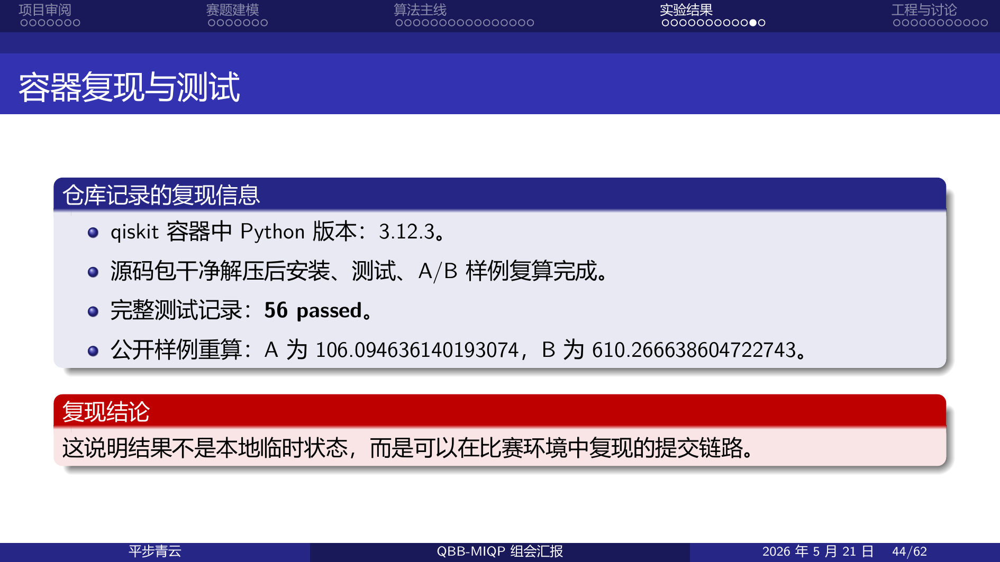 项目审阅
赛题建模
算法主线
实验结果
工程与讨论
容器复现与测试
仓库记录的复现信息
qiskit 容器中 Python 版本：3.12.3。
源码包干净解压后安装、测试、A/B 样例复算完成。
完整测试记录：56 passed。
公开样例重算：A 为 106.094636140193074，B 为 610.266638604722743。
复现结论
这说明结果不是本地临时状态，而是可以在比赛环境中复现的提交链路。
平步青云
QBB-MIQP 组会汇报
2026 年 5 月 21 日 44/62